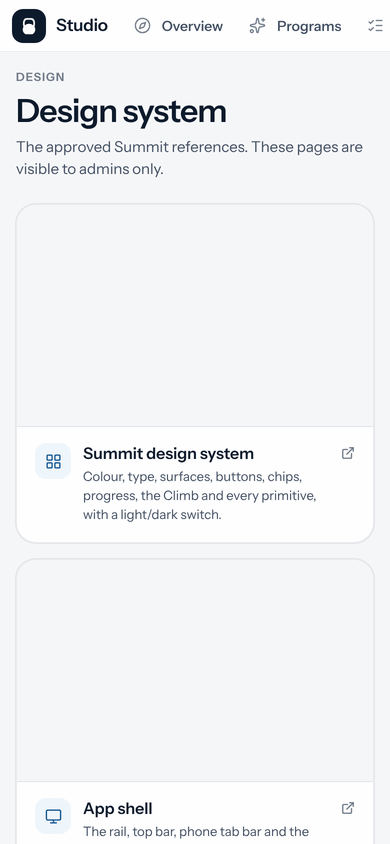 Studio Overview Programs
DESIGN
Design system
The approved Summit references. These pages are
visible to admins only.
Summit design system
Colour, type, surfaces, buttons, chips,
progress, the Climb and every primitive,
with a light/dark switch.
App shell
The rail, top bar, phone tab bar and the